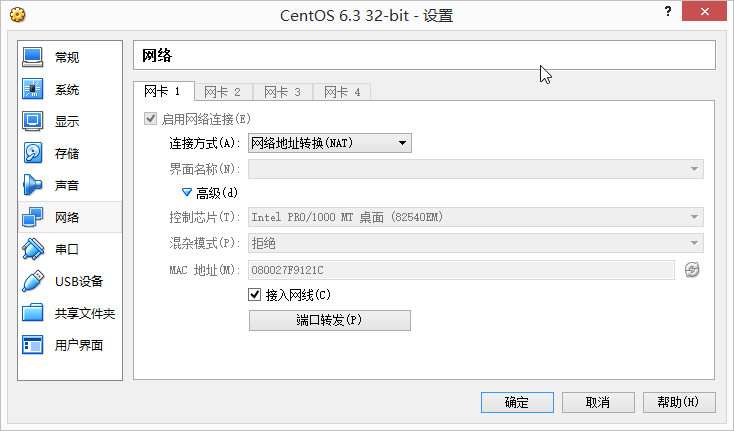 CentOS 6.3 32-bit - 设置
?
常规
系统
显示
存储
声音
网络
串口
USB设备
共享文件夹
用户界面
网络
网卡 1 网卡 2 网卡 3 网卡 4
启用网络连接(E)
连接方式(A): 网络地址转换(NAT)
界面名称(N):
高级(d)
控制芯片(T): Intel PRO/1000 MT 桌面 (82540EM)
混杂模式(P): 拒绝
MAC 地址(M): 080027F9121C
接入网线(C)
端口转发(P)
确定 取消 帮助(H)